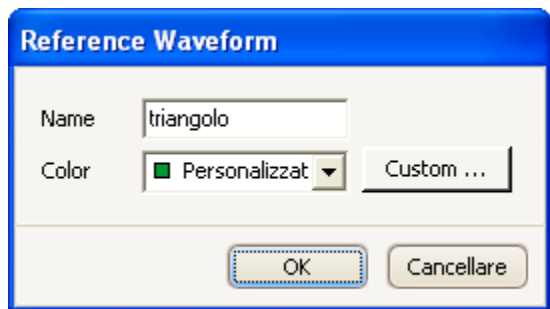 Reference Waveform
Name triangolo
Color Personalizzat Custom ...
OK Cancellare